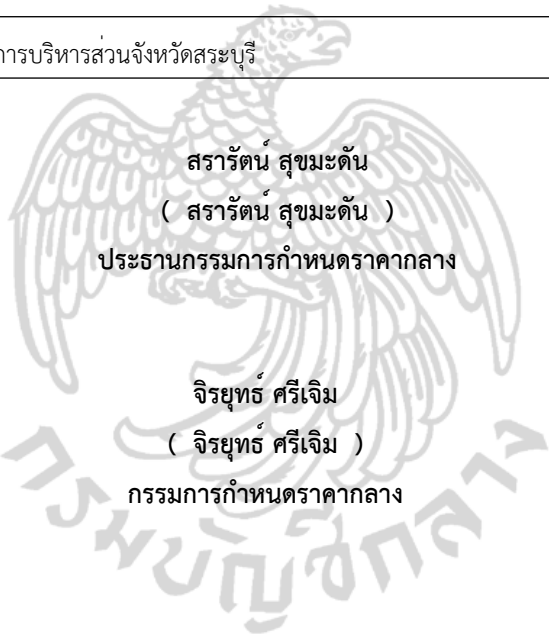 การบริหารส่วนจังหวัดสระบุรี
สรารัตน์ สุขมะดัน
( สรารัตน์ สุขมะดัน )
ประธานกรรมการกำหนดราคากลาง
จิรยุทธ์ ศรีเจิม
( จิรยุทธ์ ศรีเจิม )
กรรมการกำหนดราคากลาง
กรมบัญชีกลาง